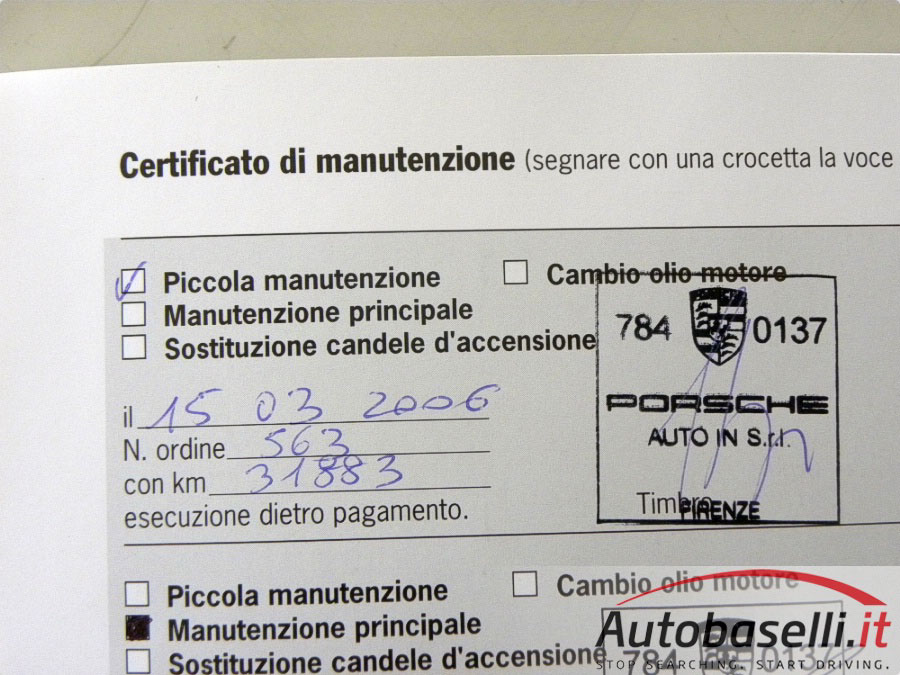 Certificato di manutenzione (segnare con una crocetta la voce
Piccola manutenzione Cambio olio motore
Manutenzione principale
Sostituzione candele d'accensione
784 0137
PORSCHE
AUTO IN S.r.l.
Timbro
FIRENZE
il 15 03 2006
N. ordine 563
con km 31883
esecuzione dietro pagamento.
Piccola manutenzione Cambio olio motore
Manutenzione principale
Sostituzione candele d'accensione
784 0137
Autobaselli.it
STOP SEARCHING. START DRIVING.